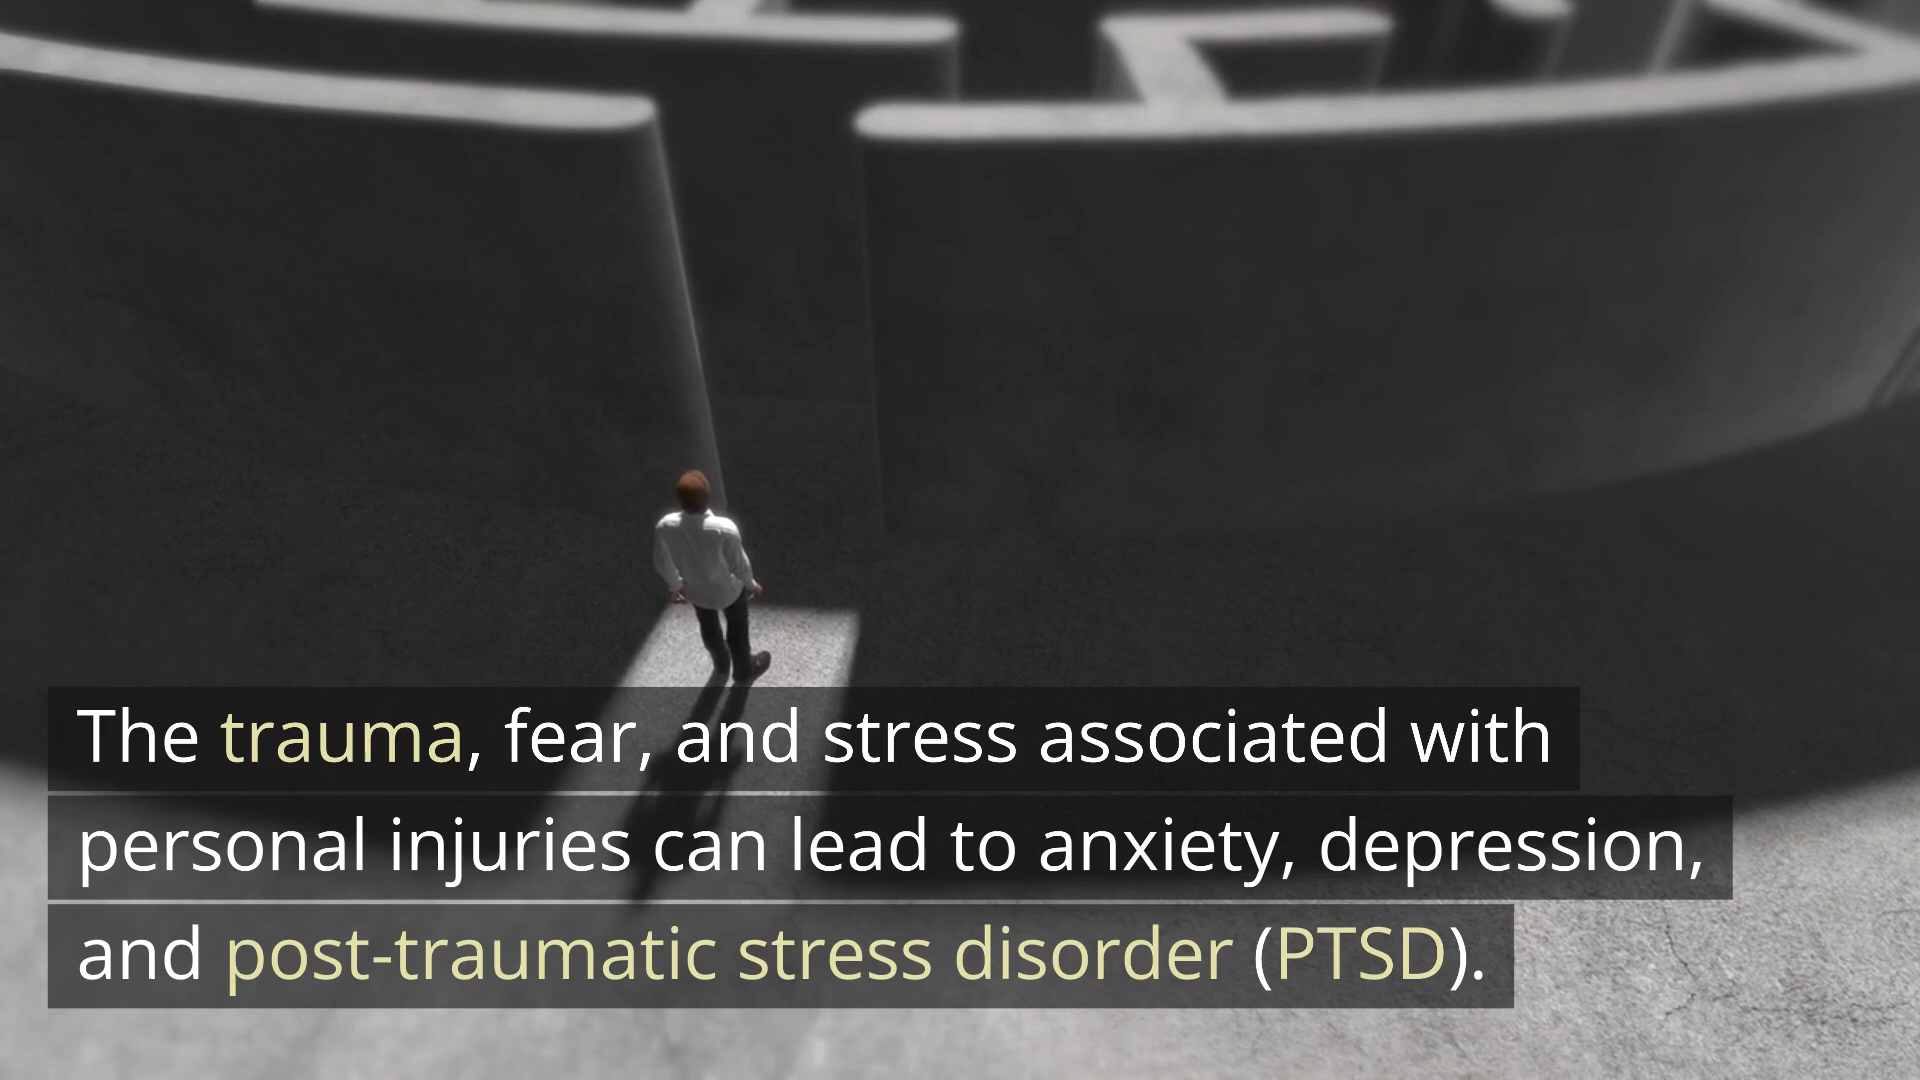 The trauma, fear, and stress associated with
personal injuries can lead to anxiety, depression,
and post-traumatic stress disorder (PTSD).